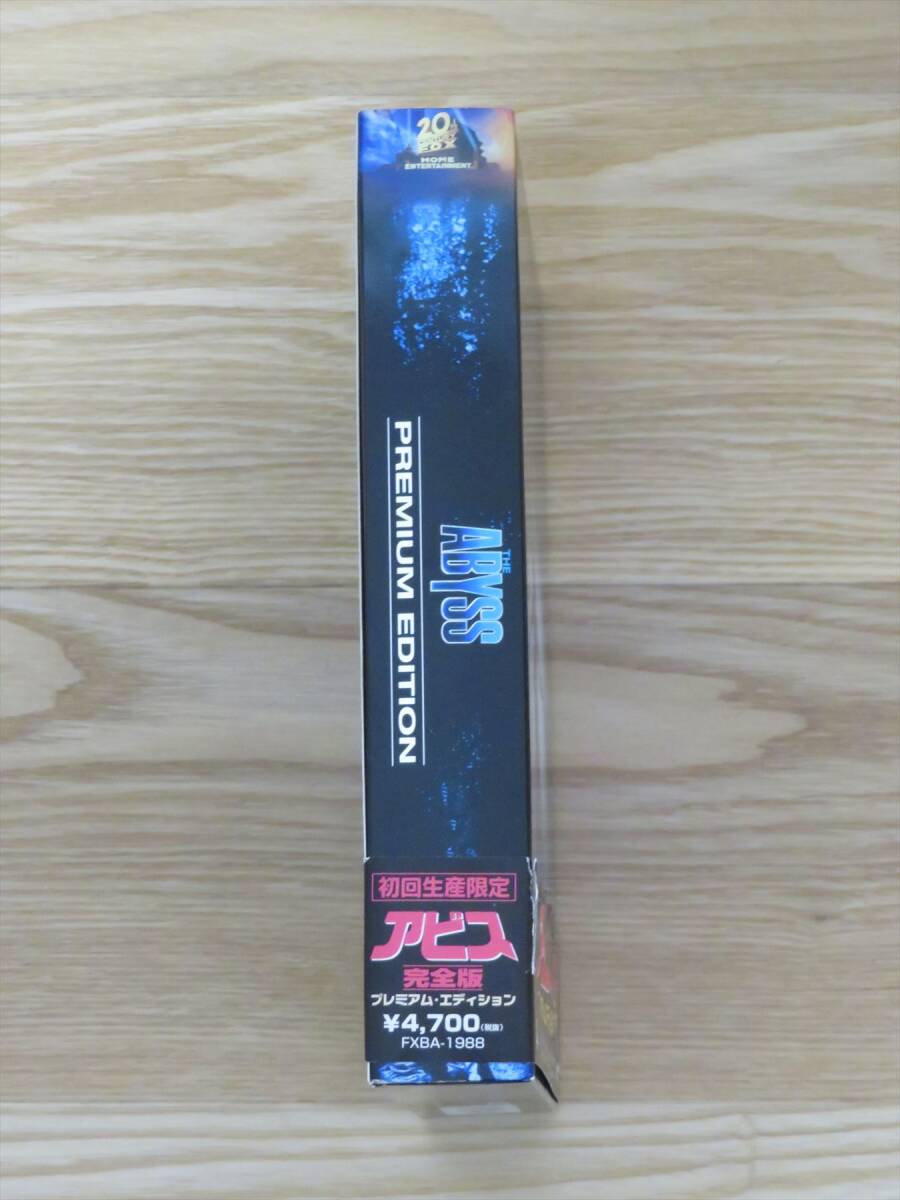 20th
CENTURY
FOX
HOME
ENTERTAINMENT
THE
ABYSS
PREMIUM EDITION
初回生産限定
アビス
完全版
プレミアム・エディション
¥4,700(税抜)
FXBA-1988